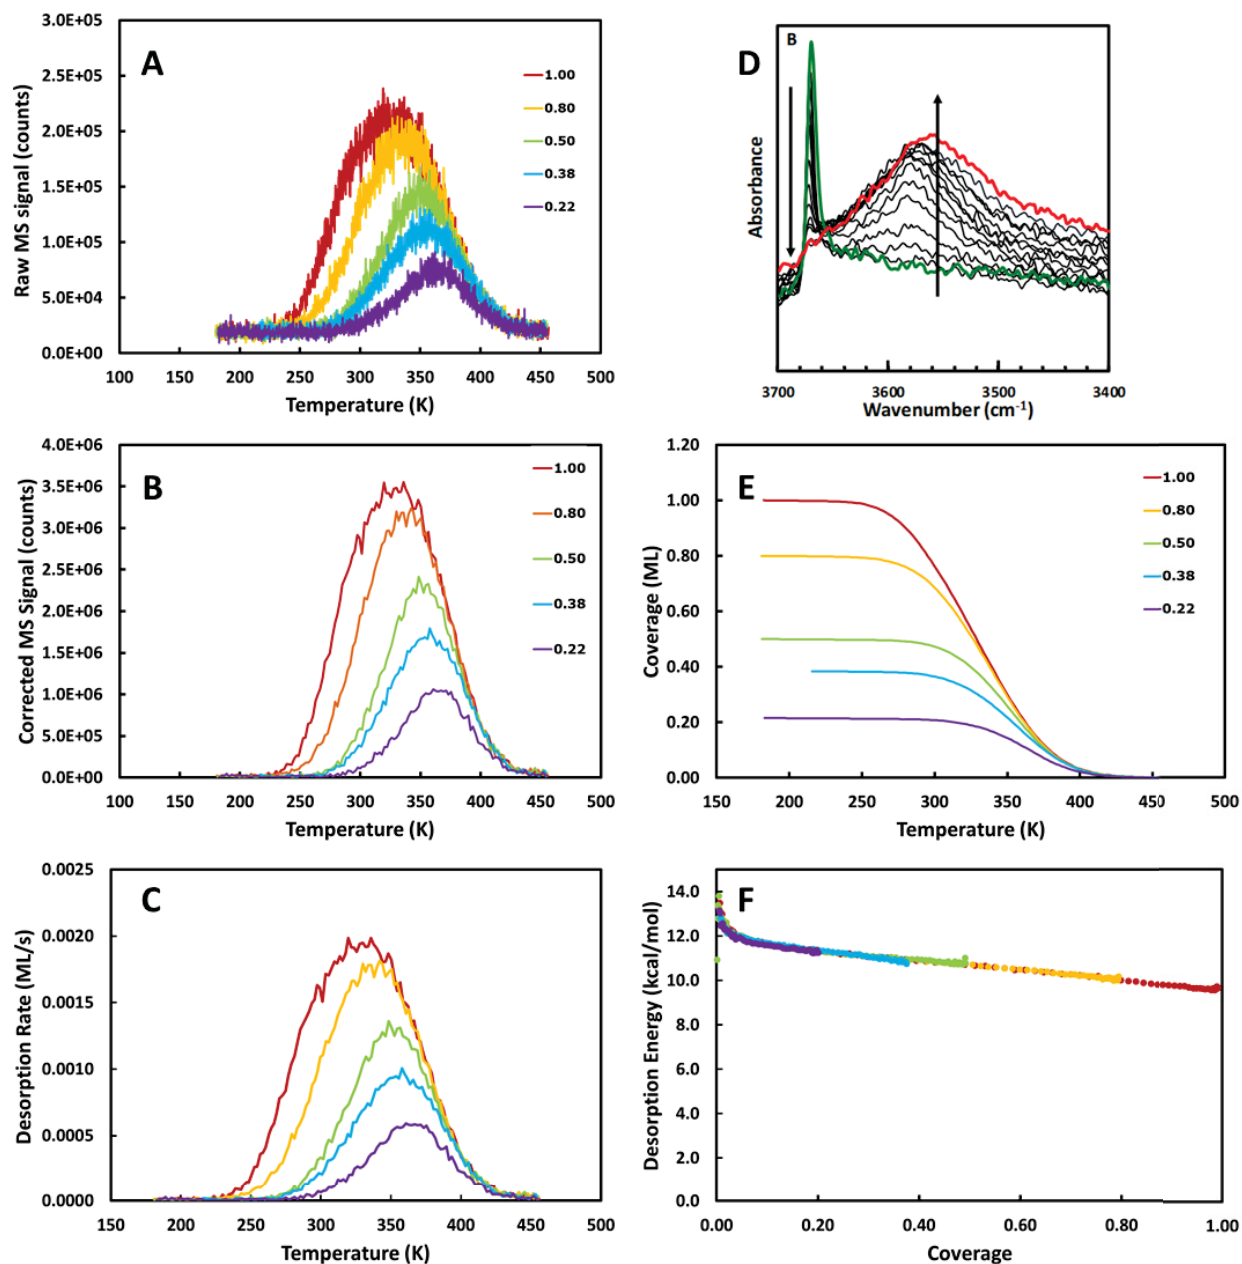 A
3.0E+05
2.5E+05
2.0E+05
1.5E+05
1.0E+05
5.0E+04
0.0E+00
Raw MS signal (counts)
1.00
0.80
0.50
0.38
0.22
100 150 200 250 300 350 400 450 500
Temperature (K)
D
B
Absorbance
3700 3600 3500 3400
Wavenumber (cm-1)
B
4.0E+06
3.5E+06
3.0E+06
2.5E+06
2.0E+06
1.5E+06
1.0E+06
5.0E+05
0.0E+00
Corrected MS Signal (counts)
1.00
0.80
0.50
0.38
0.22
100 150 200 250 300 350 400 450 500
Temperature (K)
E
1.20
1.00
0.80
0.60
0.40
0.20
0.00
Coverage (ML)
1.00
0.80
0.50
0.38
0.22
150 200 250 300 350 400 450 500
Temperature (K)
C
0.0025
0.0020
0.0015
0.0010
0.0005
0.0000
Desorption Rate (ML/s)
150 200 250 300 350 400 450 500
Temperature (K)
F
14.0
12.0
10.0
8.0
6.0
4.0
2.0
0.0
Desorption Energy (kcal/mol)
0.00 0.20 0.40 0.60 0.80 1.00
Coverage